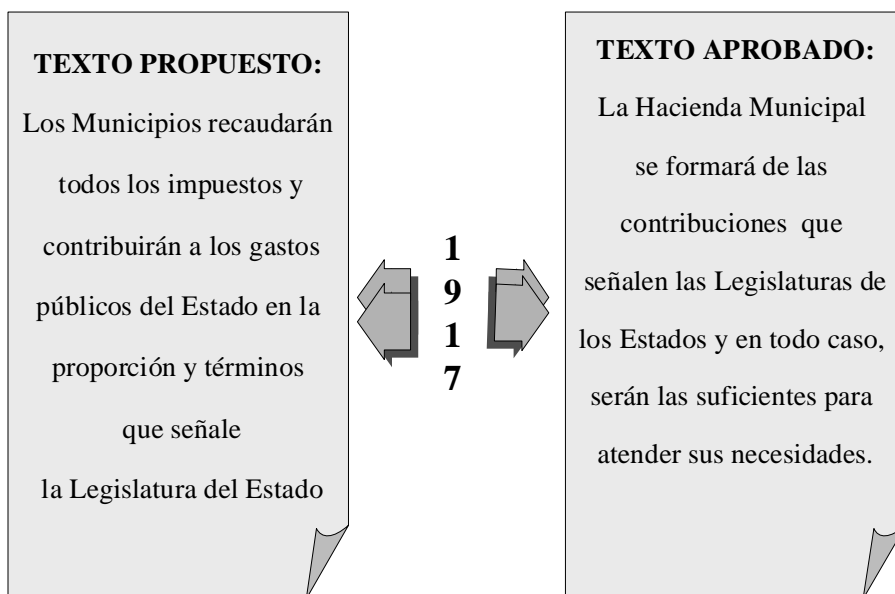 TEXTO PROPUESTO:
Los Municipios recaudarán
todos los impuestos y
contribuirán a los gastos
públicos del Estado en la
proporción y términos
que señale
la Legislatura del Estado
1
9
1
7
TEXTO APROBADO:
La Hacienda Municipal
se formará de las
contribuciones que
señalen las Legislaturas de
los Estados y en todo caso,
serán las suficientes para
atender sus necesidades.